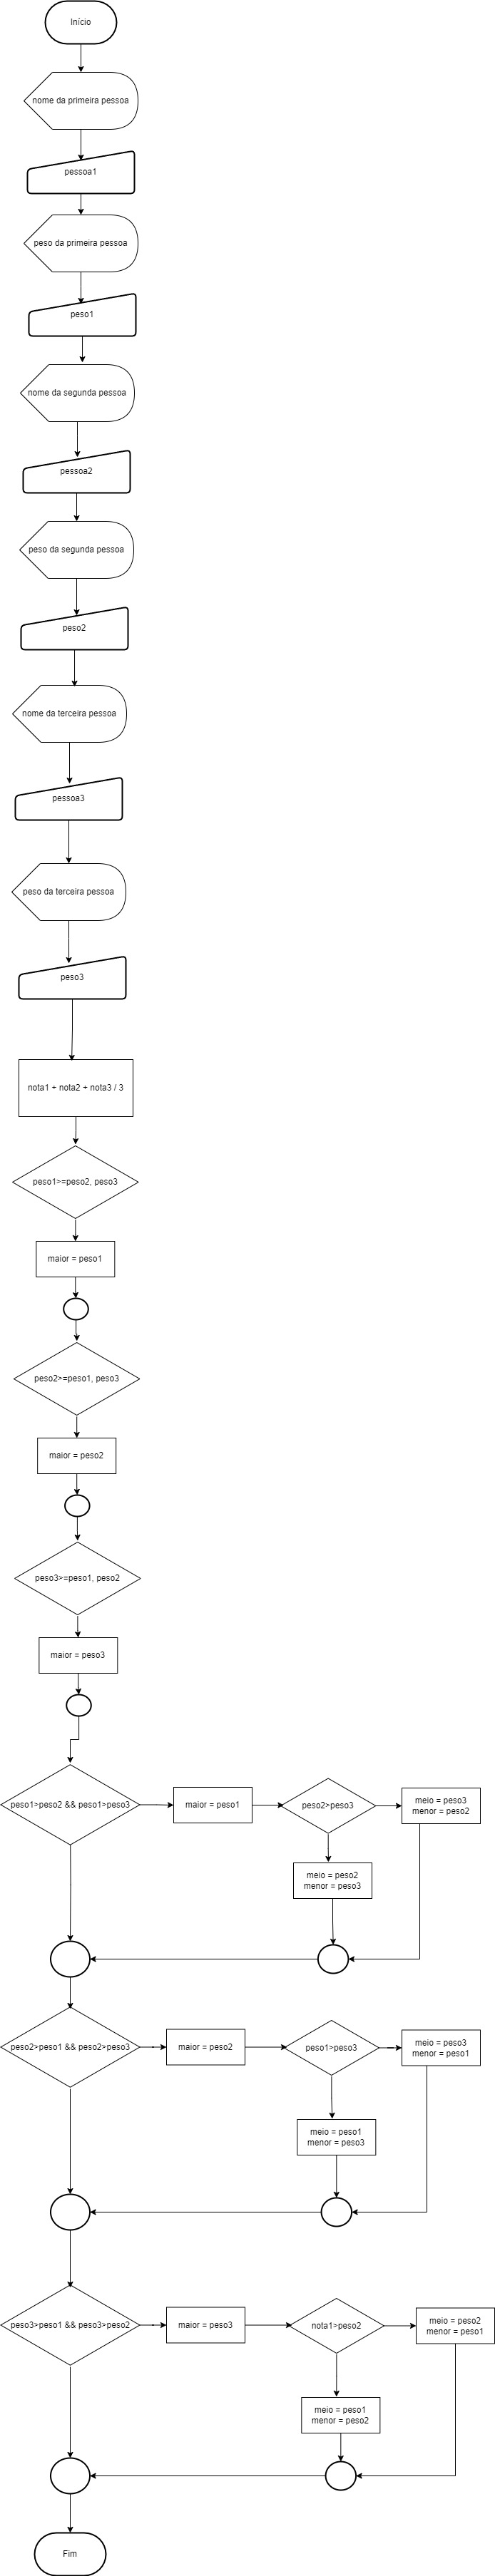 Início
nome da primeira pessoa
pessoa1
peso da primeira pessoa
peso1
nome da segunda pessoa
pessoa2
peso da segunda pessoa
peso2
nome da terceira pessoa
pessoa3
peso da terceira pessoa
peso3
nota1 + nota2 + nota3 / 3
peso1>=peso2, peso3
maior = peso1
peso2>=peso1, peso3
maior = peso2
peso3>=peso1, peso2
maior = peso3
peso1>peso2 && peso1>peso3
maior = peso1
peso2>peso3
meio = peso3
menor = peso2
meio = peso2
menor = peso3
peso2>peso1 && peso2>peso3
maior = peso2
peso1>peso3
meio = peso3
menor = peso1
meio = peso1
menor = peso3
peso3>peso1 && peso3>peso2
maior = peso3
nota1>peso2
meio = peso2
menor = peso1
meio = peso1
menor = peso2
Fim